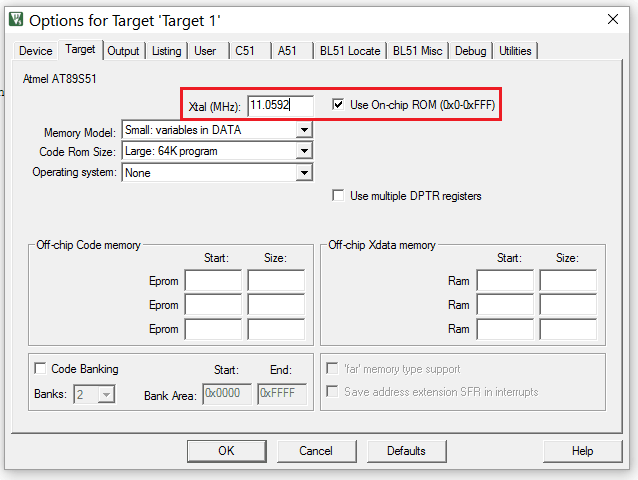 Options for Target 'Target 1'
Device Target Output Listing User C51 A51 BL51 Locate BL51 Misc Debug Utilities
Atmel AT89S51
Xtal (MHz): 11.0592 Use On-chip ROM (0x0-0xFFF)
Memory Model: Small: variables in DATA
Code Rom Size: Large: 64K program
Operating system: None
Use multiple DPTR registers
Off-chip Code memory
Start: Size:
Eprom
Eprom
Eprom
Off-chip Xdata memory
Start: Size:
Ram
Ram
Ram
Code Banking Start: End:
Banks: 2 Bank Area: 0x0000 0xFFFF
'far' memory type support
Save address extension SFR in interrupts
OK Cancel Defaults Help